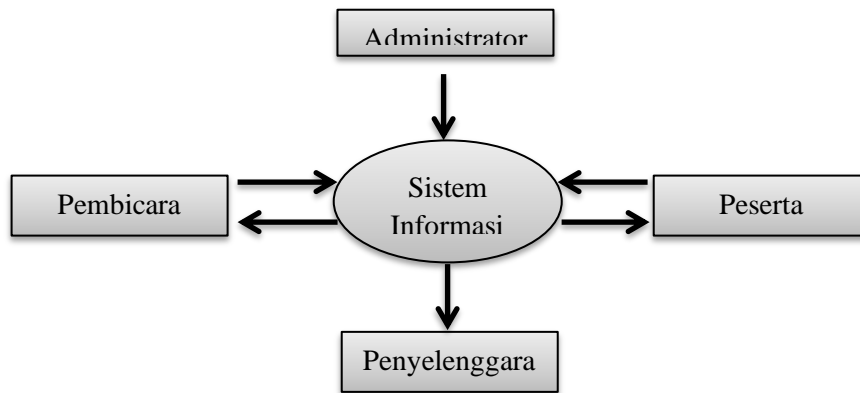 Administrator
Pembicara
Sistem
Informasi
Peserta
Penyelenggara